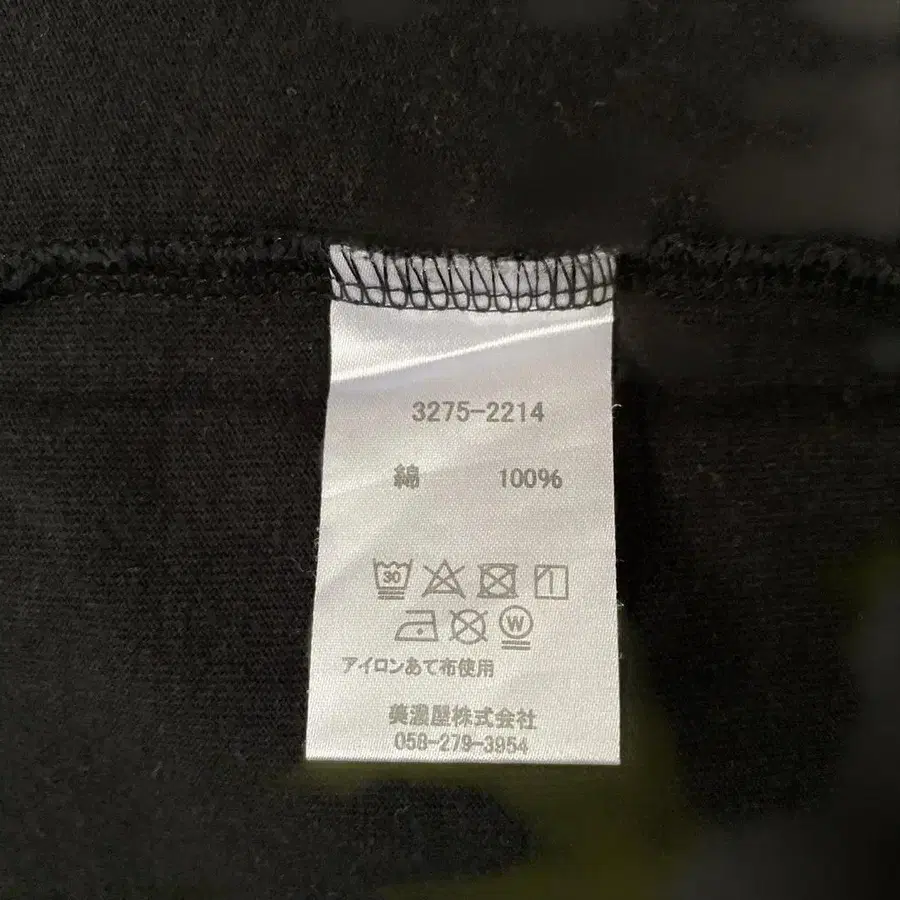 3275-2214
綿 100%
30
W
アイロンあて布使用
美濃屋株式会社
058-279-3954